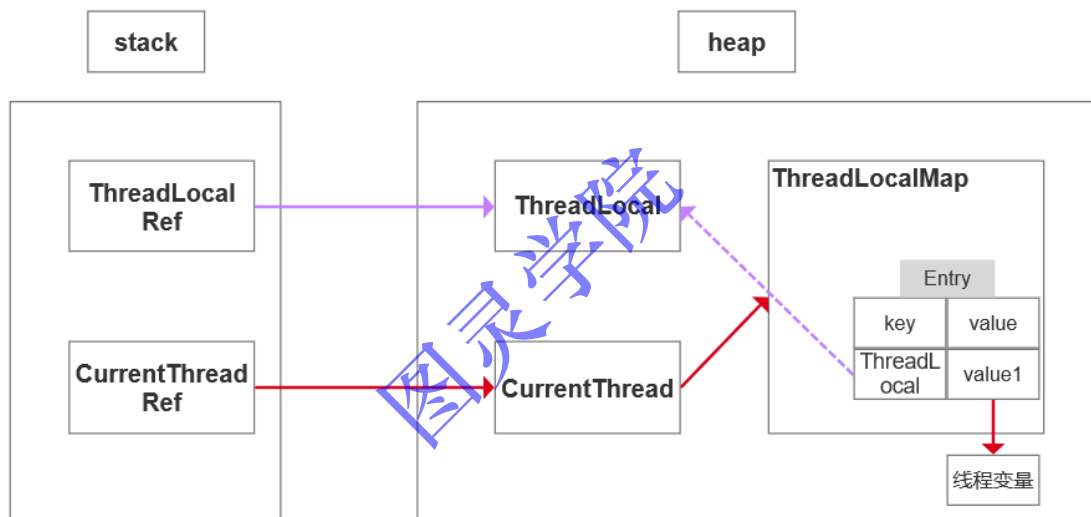 stack
heap
ThreadLocal
Ref
ThreadLocal
ThreadLocalMap
Entry
key
value
ThreadL
ocal
value1
CurrentThread
Ref
CurrentThread
线程变量
图灵学院